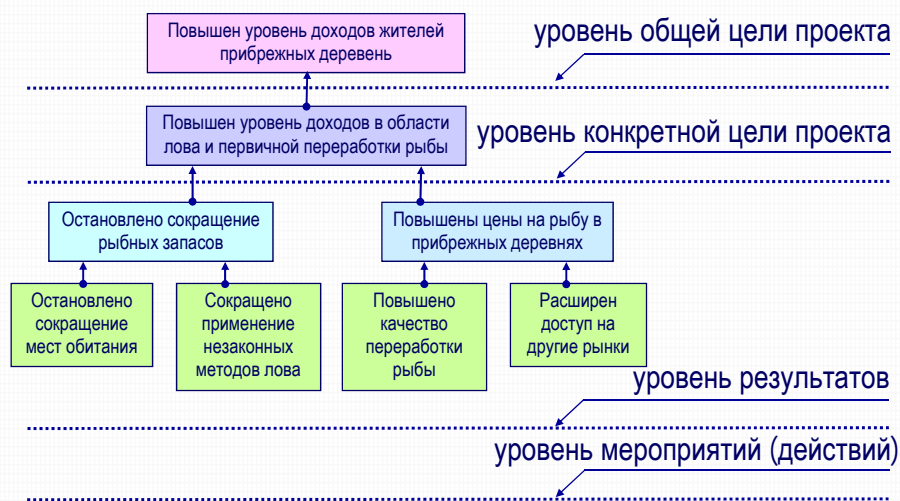 Повышен уровень доходов жителей
прибрежных деревень
уровень общей цели проекта
Повышен уровень доходов в области
лова и первичной переработки рыбы
уровень конкретной цели проекта
Остановлено сокращение
рыбных запасов
Повышены цены на рыбу в
прибрежных деревнях
Остановлено
сокращение
мест обитания
Сокращено
применение
незаконных
методов лова
Повышено
качество
переработки
рыбы
Расширен
доступ на
другие рынки
уровень результатов
уровень мероприятий (действий)